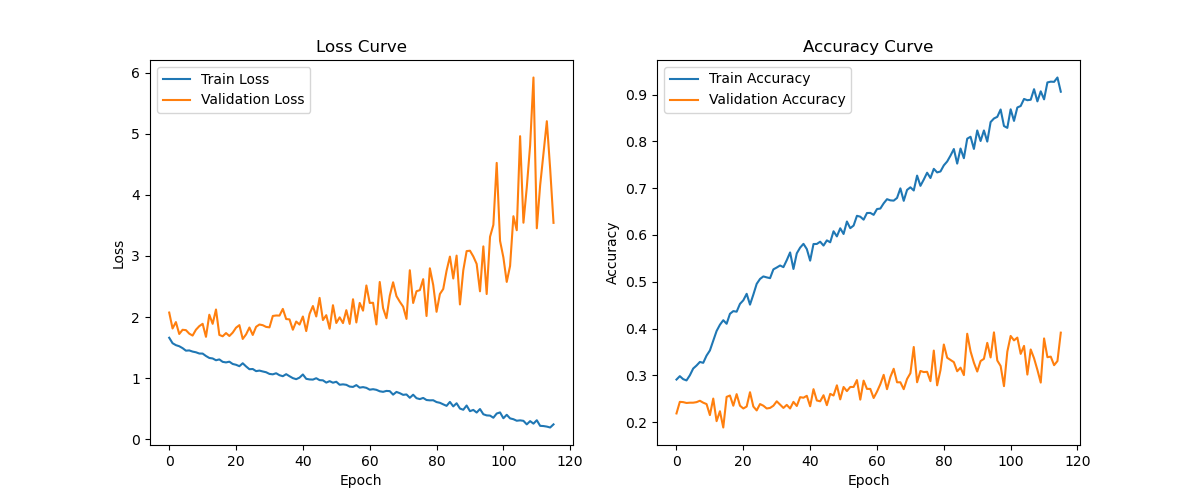 Loss Curve
Train Loss
Validation Loss
6
5
4
3
2
1
0
Loss
0 20 40 60 80 100 120
Epoch
Accuracy Curve
Train Accuracy
Validation Accuracy
0.9
0.8
0.7
0.6
0.5
0.4
0.3
0.2
Accuracy
0 20 40 60 80 100 120
Epoch